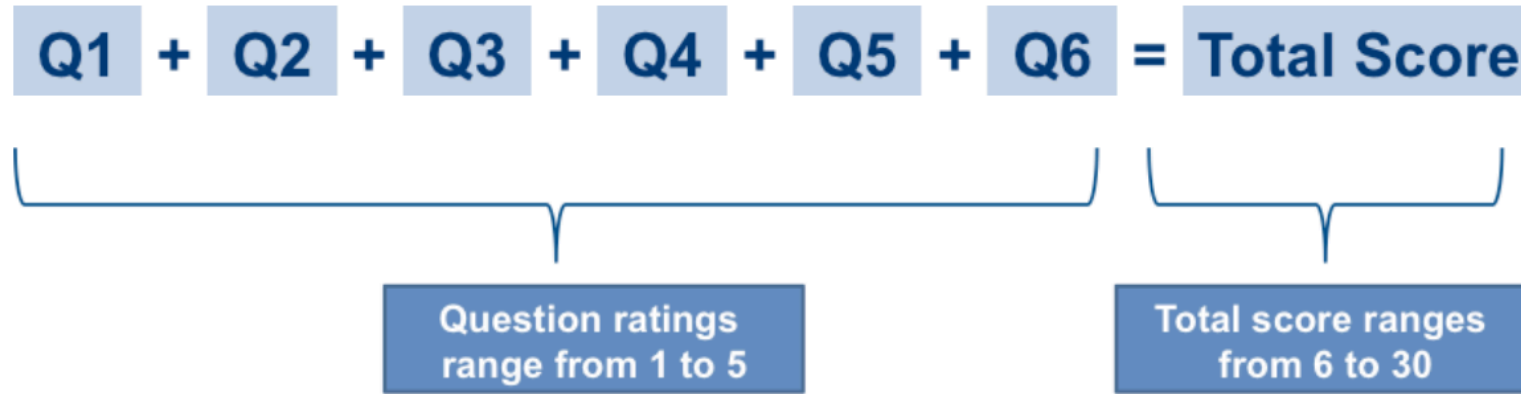 Q1 + Q2 + Q3 + Q4 + Q5 + Q6 = Total Score
Question ratings
range from 1 to 5
Total score ranges
from 6 to 30